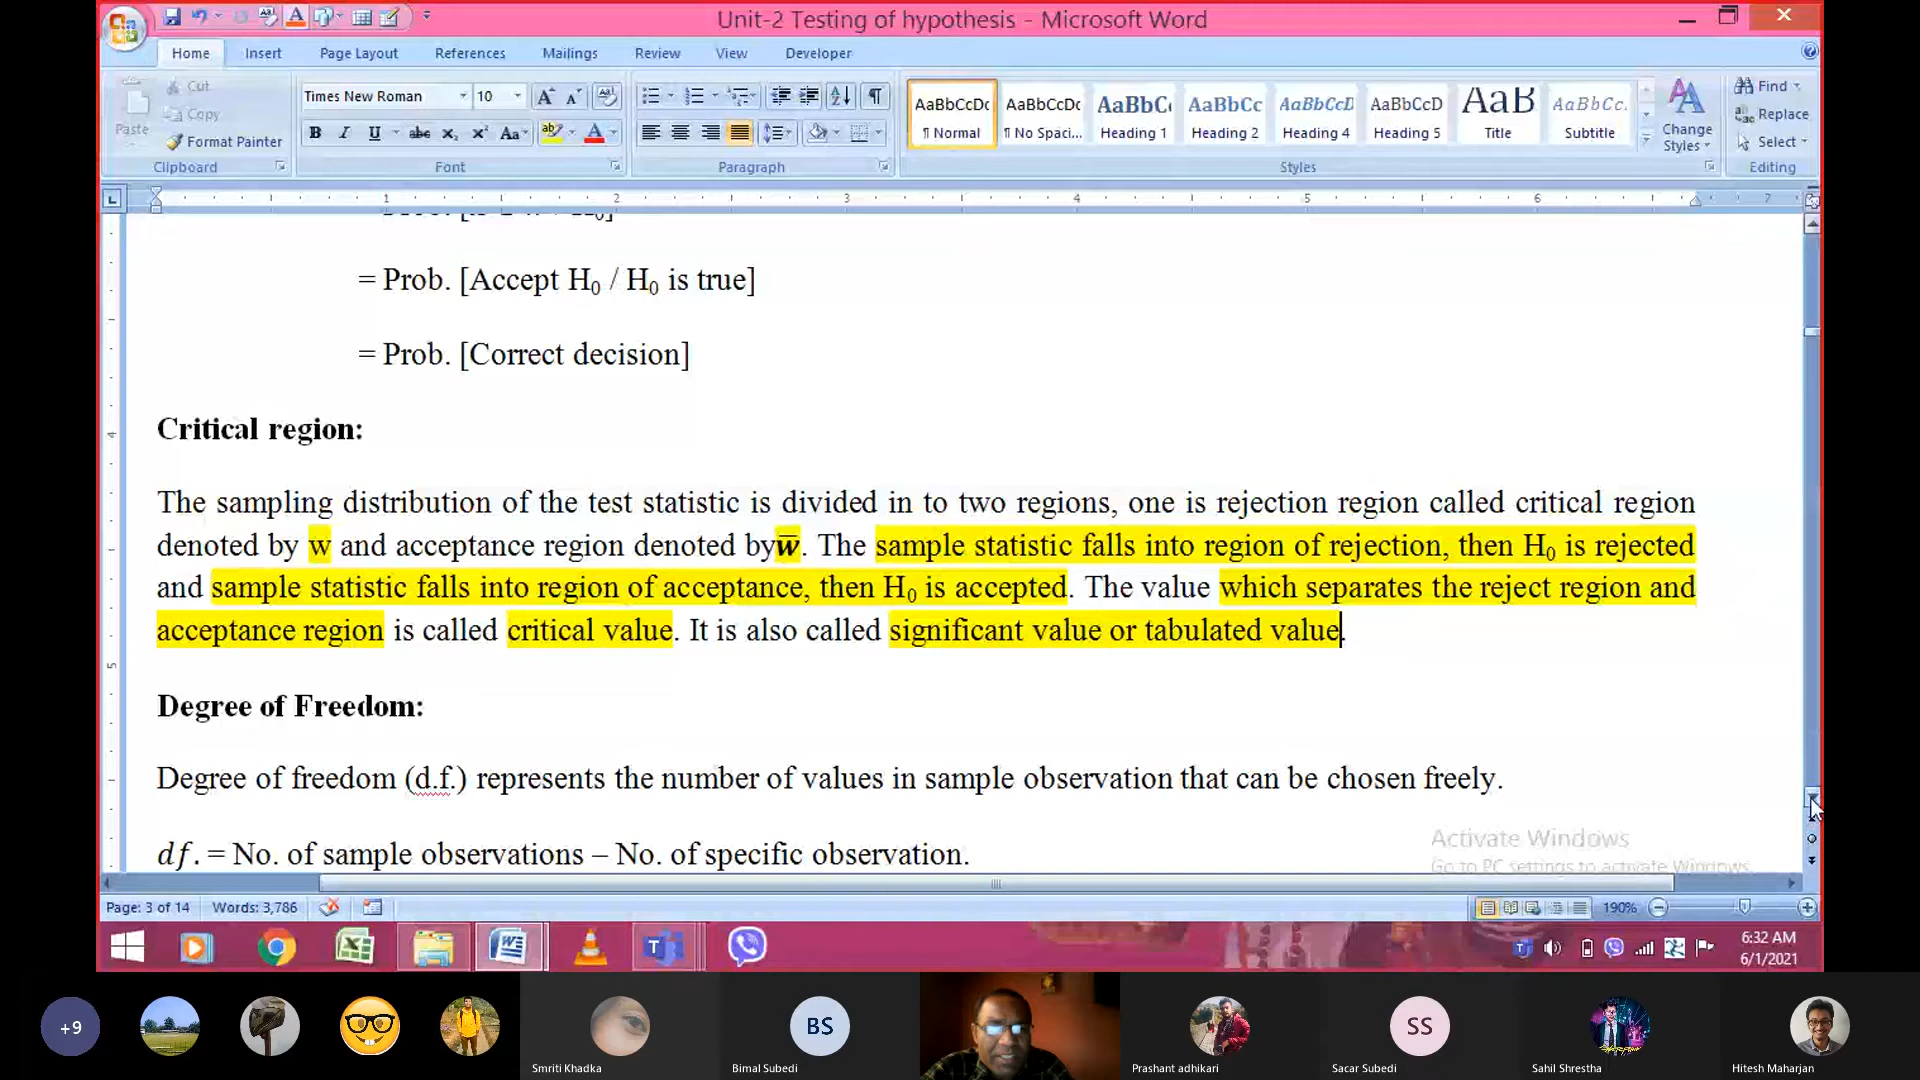 Unit-2 Testing of hypothesis - Microsoft Word
Home Insert Page Layout References Mailings Review View Developer
Cut
Copy
Paste
Format Painter
Times New Roman 10
AaBbCcDc AaBbCcDc AaBbC AaBbCc AaBbCcD AaBbCcD AaB AaBbCc.
¶ Normal ¶ No Spaci... Heading 1 Heading 2 Heading 4 Heading 5 Title Subtitle
Change Styles
Find
Replace
Select
Clipboard Font Paragraph Styles Editing
1 2 3 4 5 7
= Prob. [Accept H0 / H0 is true]
= Prob. [Correct decision]
Critical region:
The sampling distribution of the test statistic is divided in to two regions, one is rejection region called critical region
denoted by w and acceptance region denoted by w̅. The sample statistic falls into region of rejection, then H0 is rejected
and sample statistic falls into region of acceptance, then H0 is accepted. The value which separates the reject region and
acceptance region is called critical value. It is also called significant value or tabulated value.
Degree of Freedom:
Degree of freedom (d.f.) represents the number of values in sample observation that can be chosen freely.
df. = No. of sample observations – No. of specific observation.
Activate Windows
Go to PC settings to activate Windows.
Page: 3 of 14 Words: 3,786 190%
6:32 AM
6/1/2021
+9 BS SS
Smriti Khadka Bimal Subedi Prashant adhikari Sacar Subedi Sahil Shrestha Hitesh Maharjan